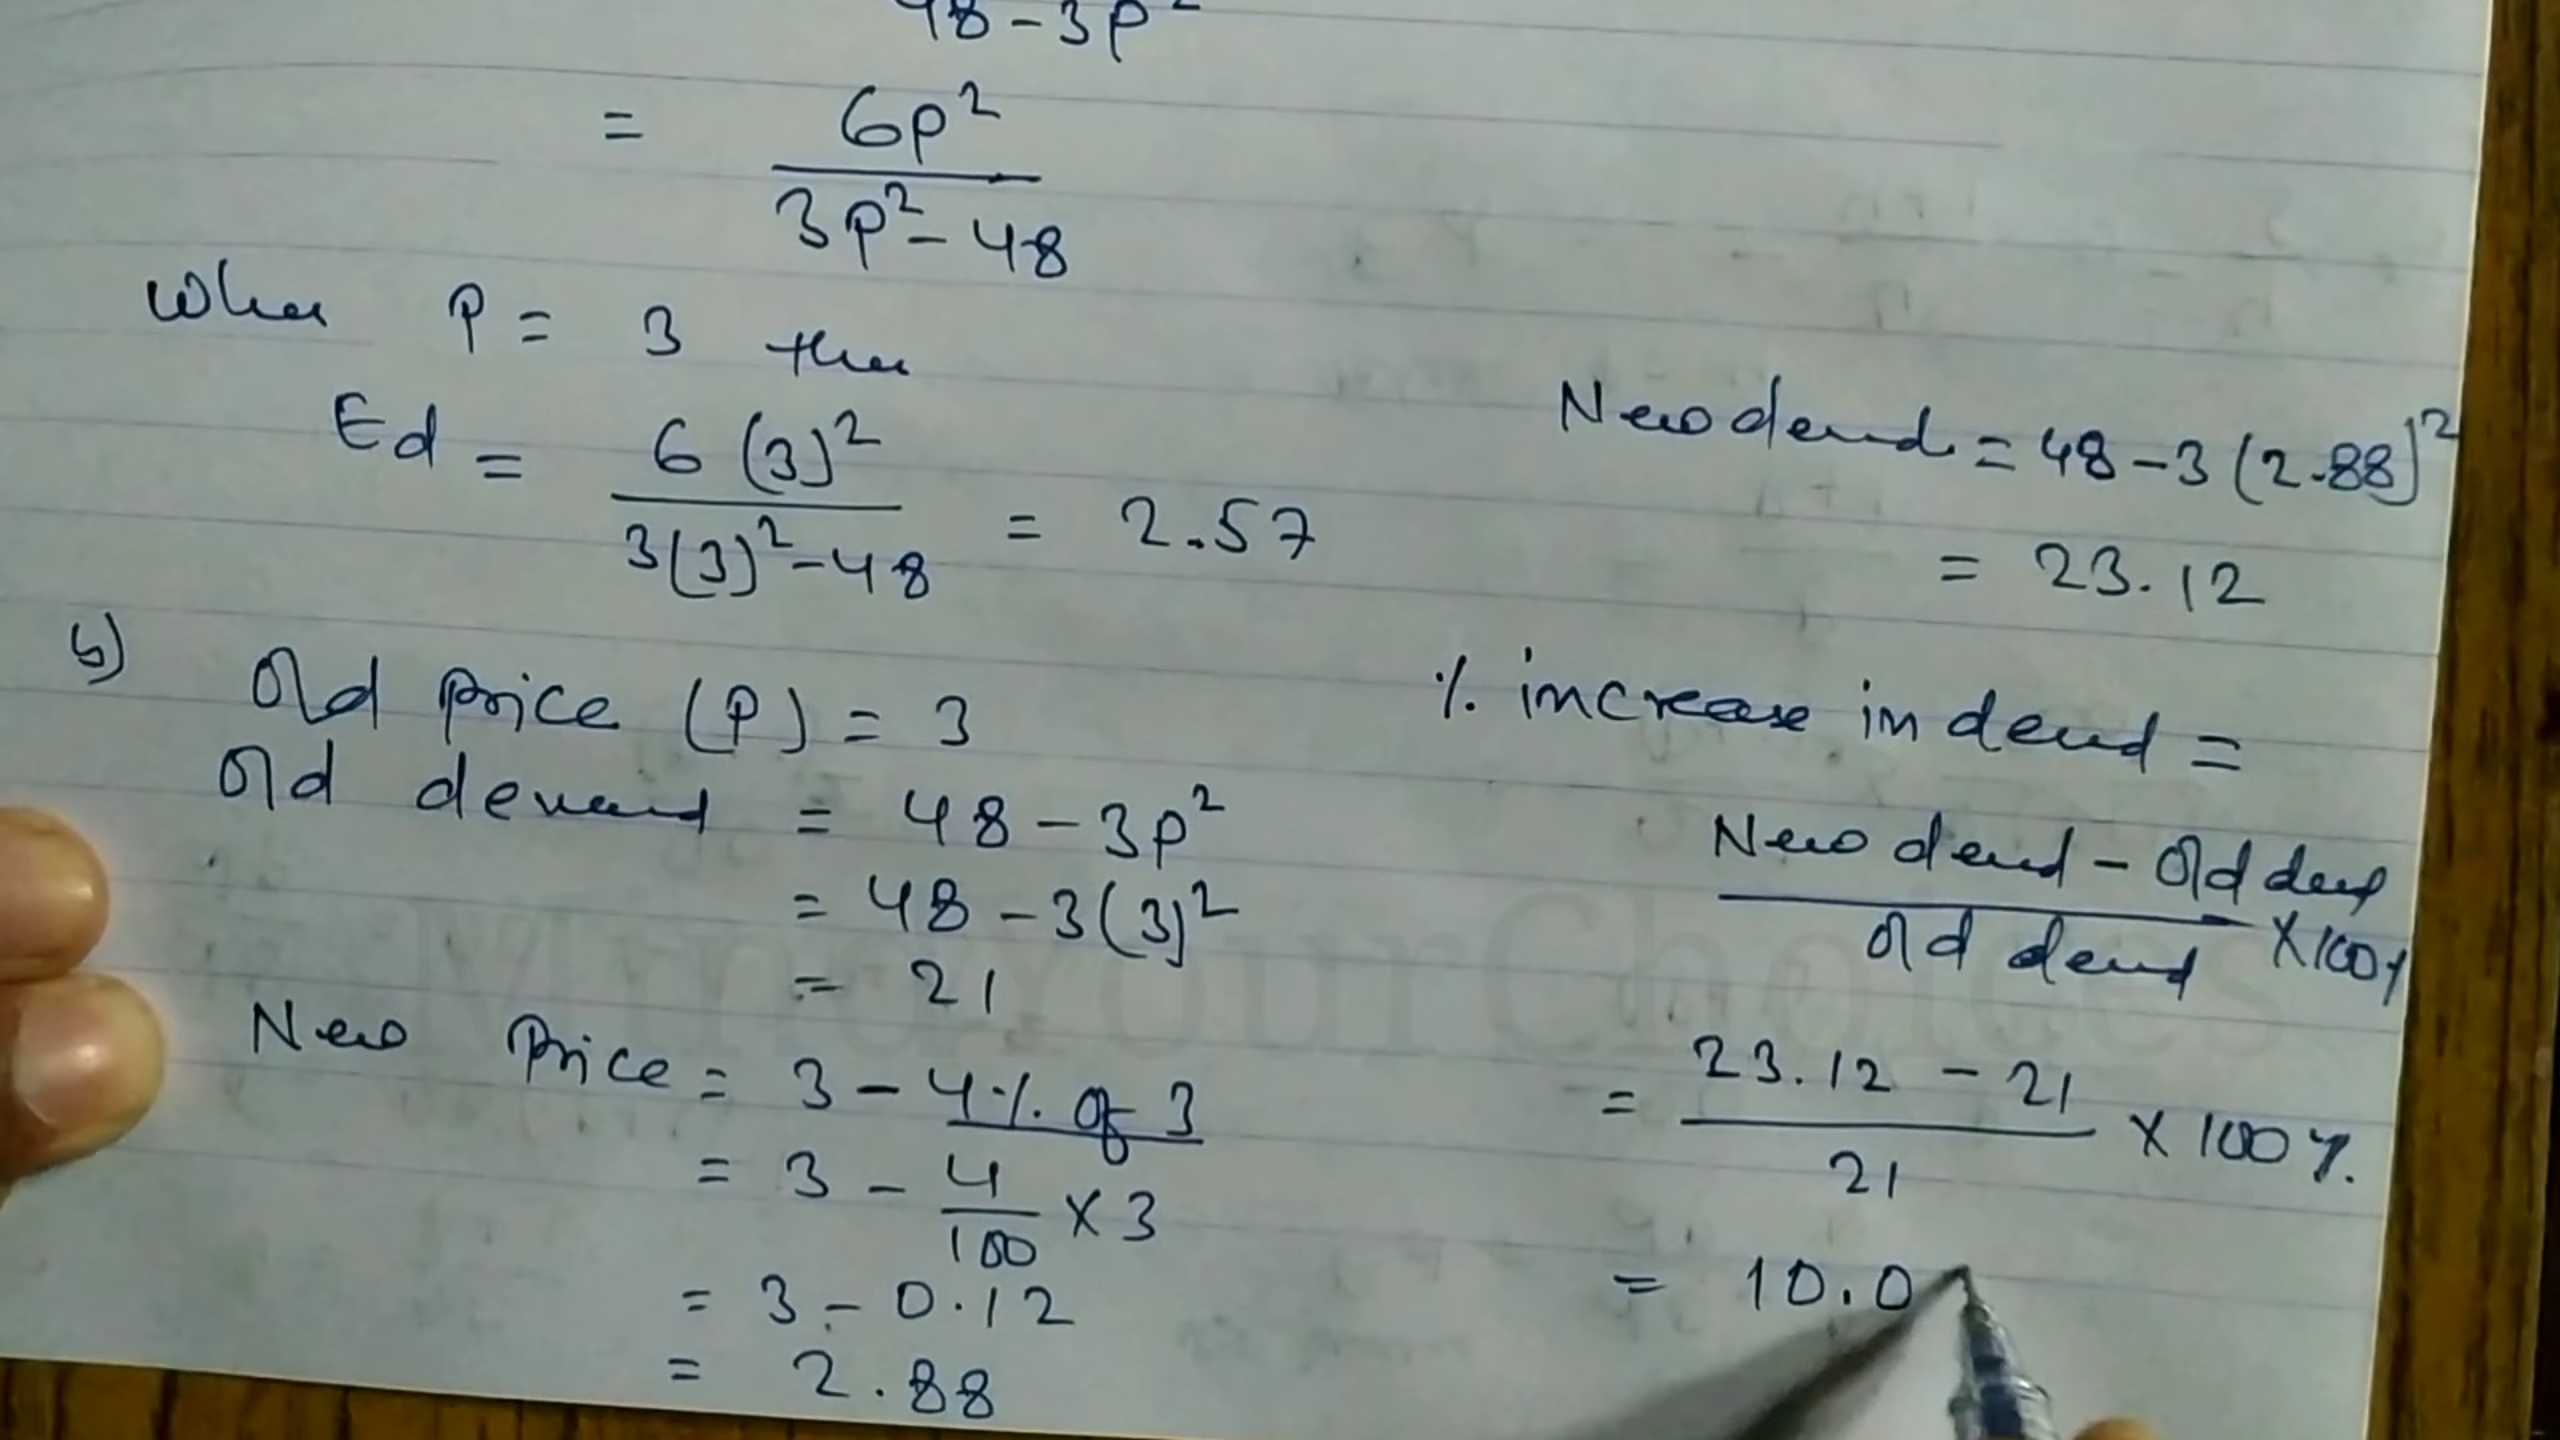 48 - 3p²
= 6p² / 3p² - 48
When P = 3 then
Ed = 6(3)² / 3(3)² - 48 = 2.57
b)
Old price (P) = 3
Old demand = 48 - 3p²
= 48 - 3(3)²
= 21
New Price = 3 - 4% of 3
= 3 - 4/100 × 3
= 3 - 0.12
= 2.88
New demd = 48 - 3(2.88)²
= 23.12
% increase in demd =
New demd - Old demd / Old demd × 100%
= 23.12 - 21 / 21 × 100%
= 10.0
MindYourChoices